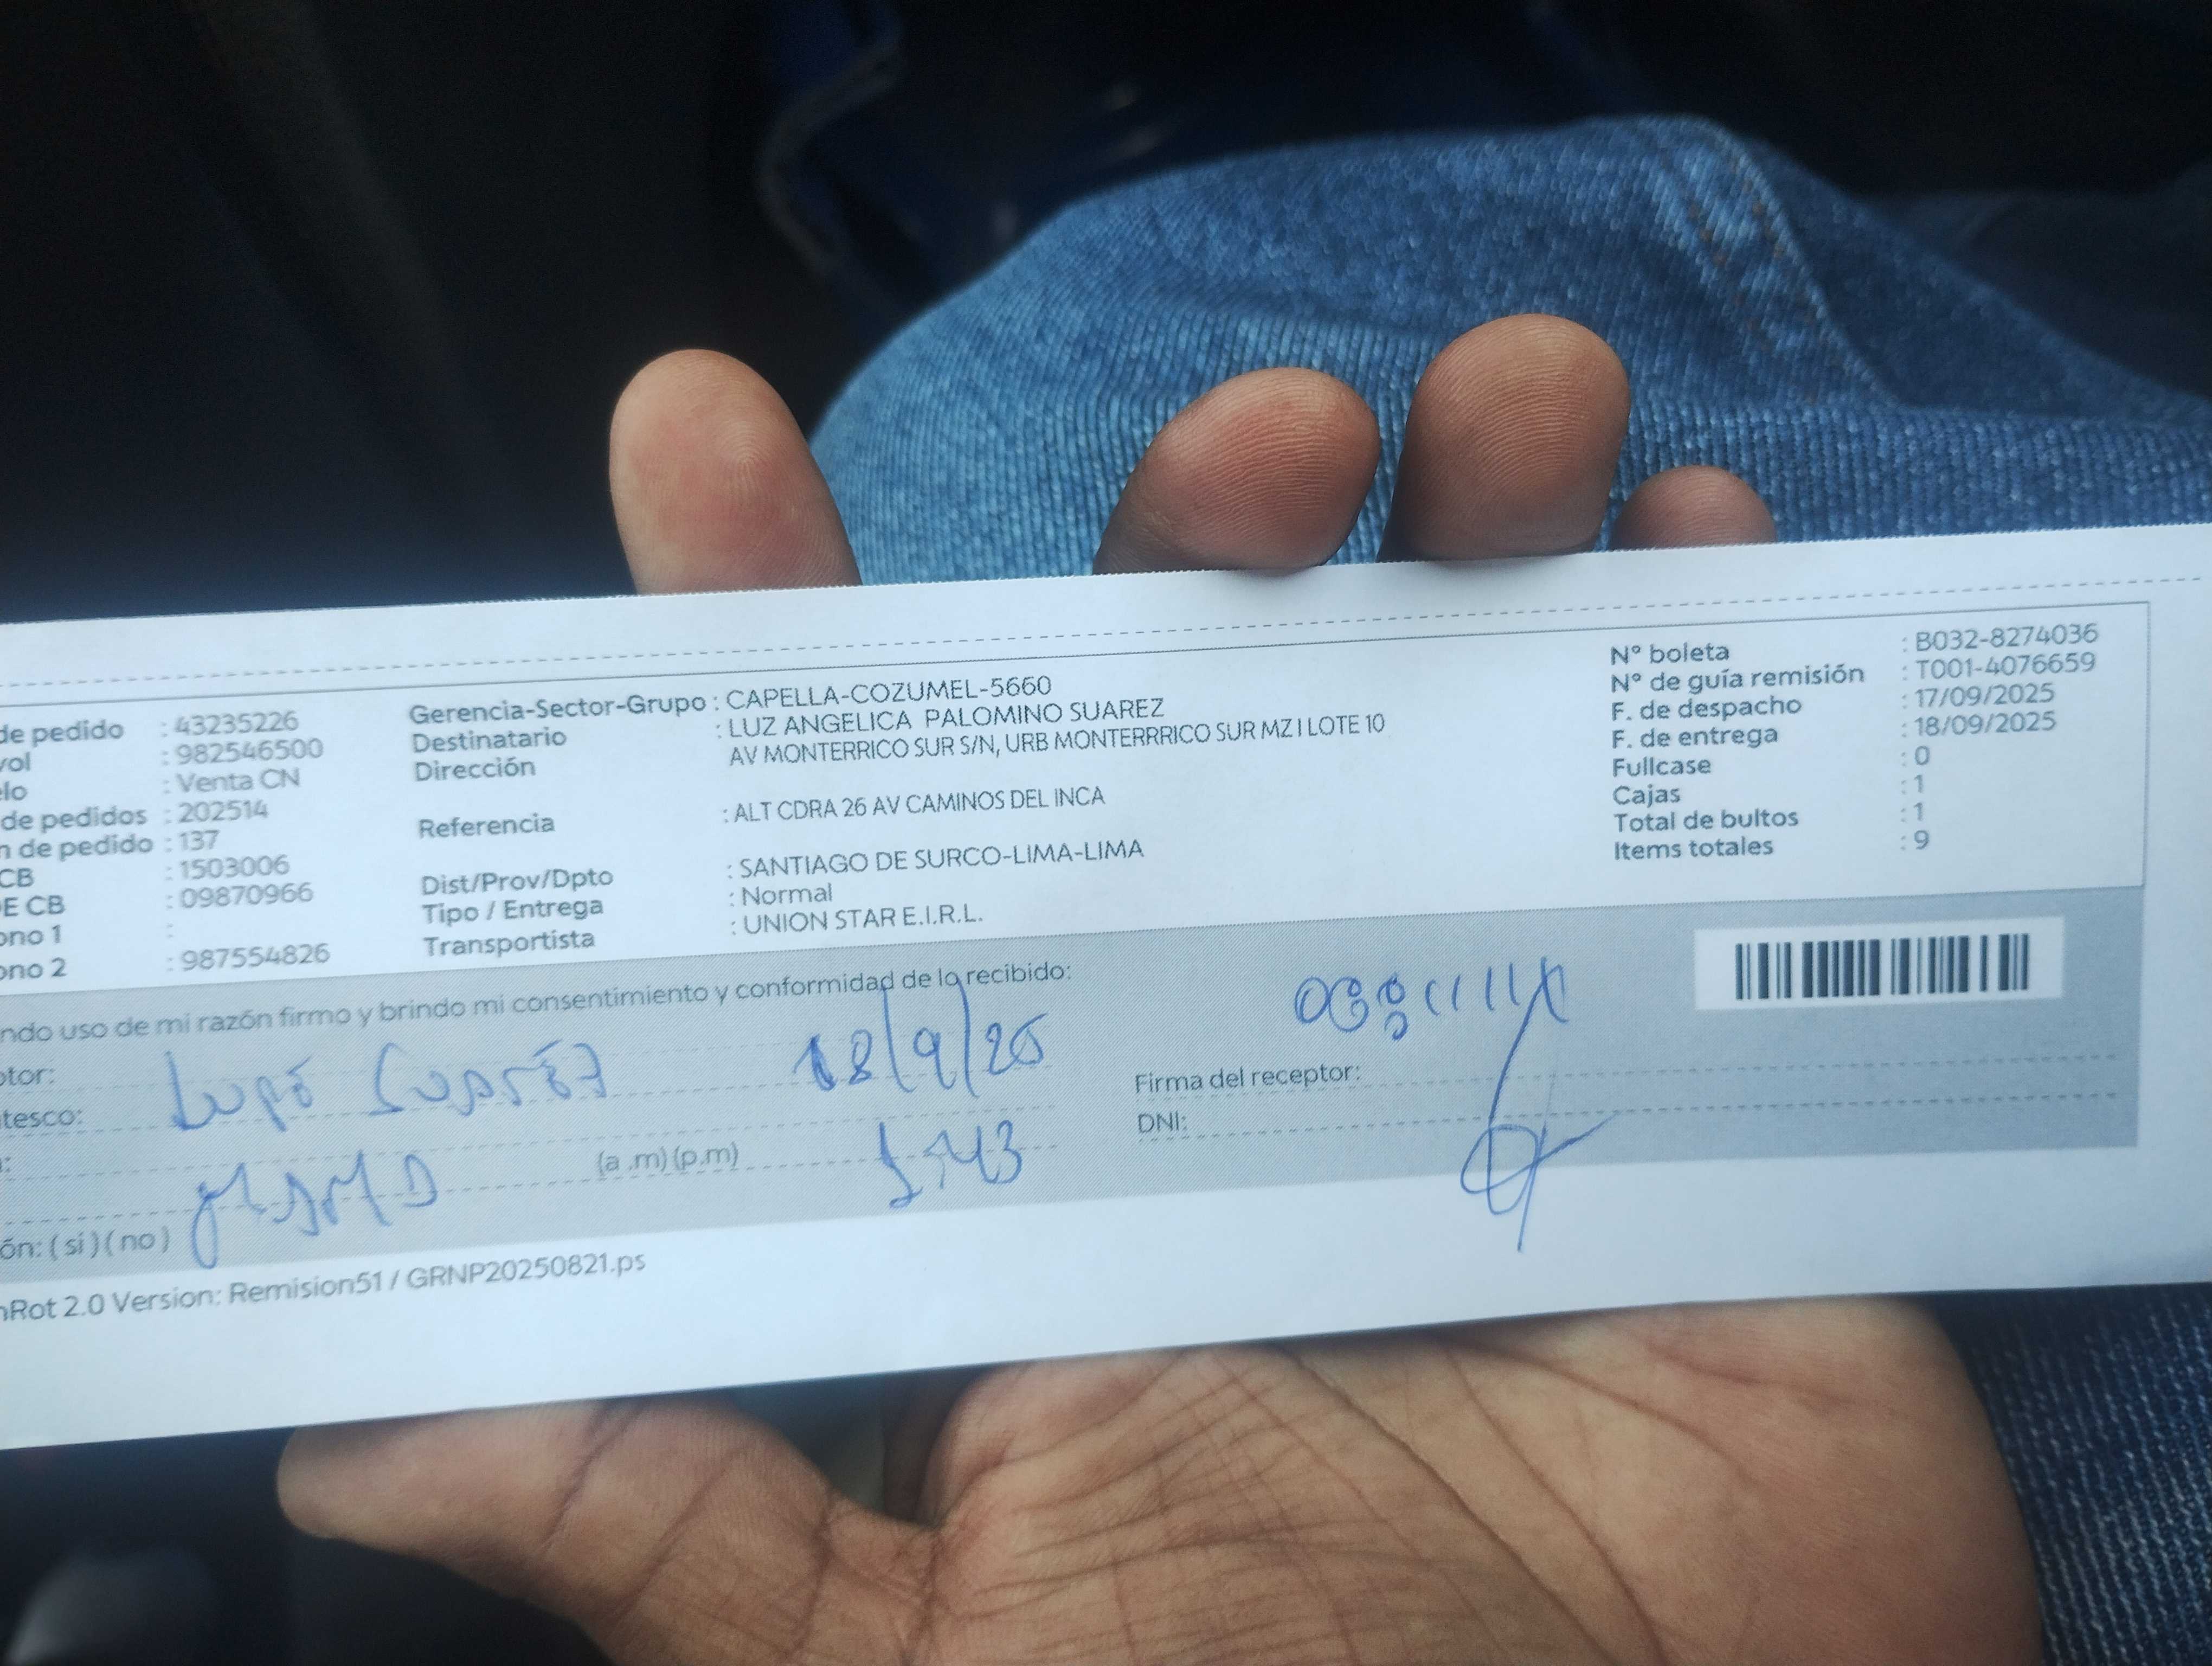 de pedido : 43235226
vol : 982546500
elo : Venta CN
de pedidos : 202514
n de pedido : 137
CB : 1503006
E CB : 09870966
ono 1 :
ono 2 : 987554826
Gerencia-Sector-Grupo : CAPELLA-COZUMEL-5660
Destinatario : LUZ ANGELICA PALOMINO SUAREZ
Dirección AV MONTERRICO SUR S/N, URB MONTERRRICO SUR MZ I LOTE 10
Referencia : ALT CDRA 26 AV CAMINOS DEL INCA
Dist/Prov/Dpto : SANTIAGO DE SURCO-LIMA-LIMA
Tipo / Entrega : Normal
Transportista : UNION STAR E.I.R.L.
N° boleta : B032-8274036
N° de guía remisión : T001-4076659
F. de despacho : 17/09/2025
F. de entrega : 18/09/2025
Fullcase : 0
Cajas : 1
Total de bultos : 1
Items totales : 9
ndo uso de mi razón firmo y brindo mi consentimiento y conformidad de lo recibido:
ptor: 18/9/25
tesco:
(a .m) (p.m)
ón: ( si ) ( no )
Firma del receptor:
DNI:
nRot 2.0 Version: Remision51 / GRNP20250821.ps